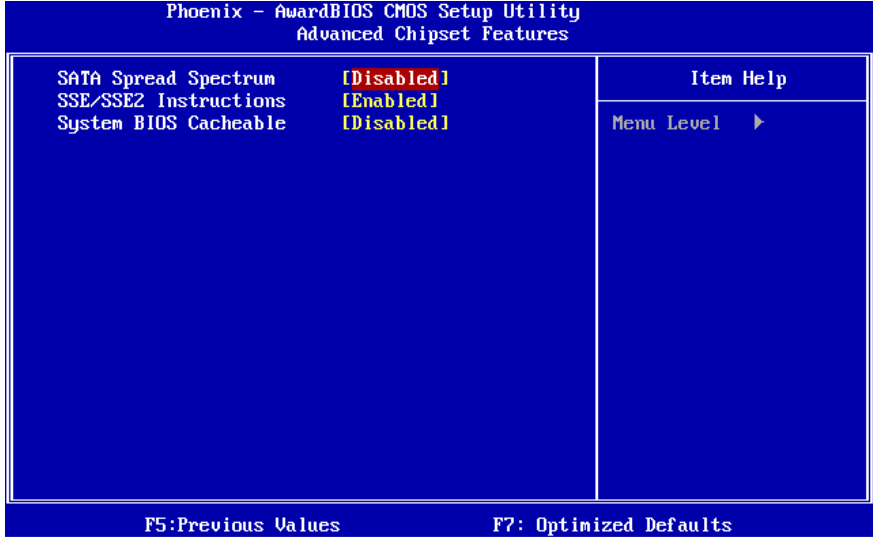 Phoenix - AwardBIOS CMOS Setup Utility
Advanced Chipset Features
SATA Spread Spectrum [Disabled]
SSE/SSE2 Instructions [Enabled]
System BIOS Cacheable [Disabled]
Item Help
Menu Level ▶
F5:Previous Values F7: Optimized Defaults